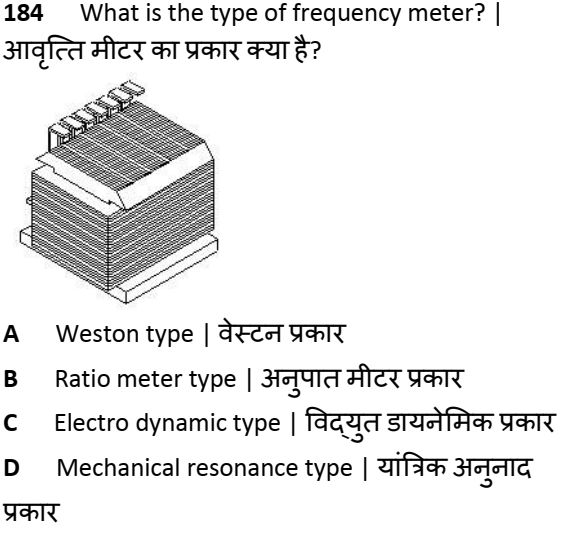 184 What is the type of frequency meter? |
आवृत्ति मीटर का प्रकार क्या है?
A Weston type | वेस्टन प्रकार
B Ratio meter type | अनुपात मीटर प्रकार
C Electro dynamic type | विद्युत डायनेमिक प्रकार
D Mechanical resonance type | यांत्रिक अनुनाद
प्रकार